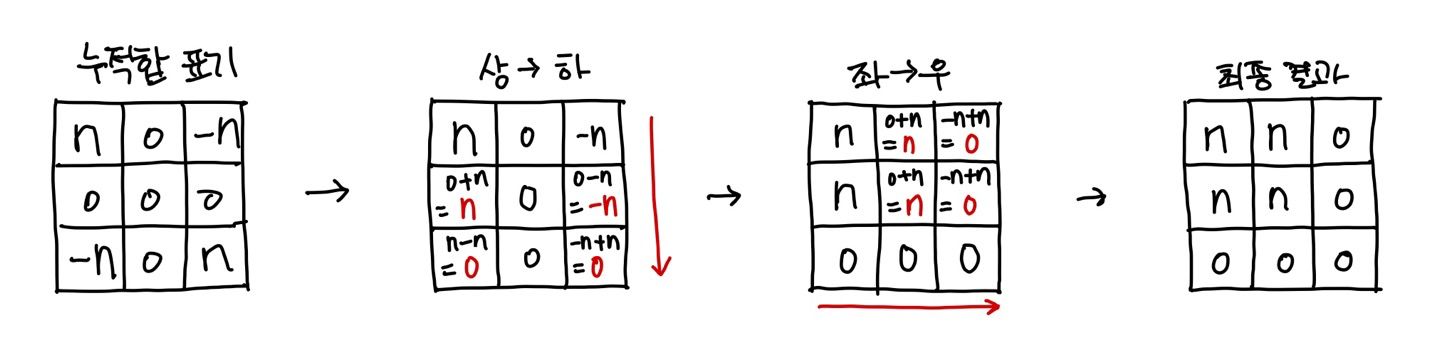 누적합 표기
n 0 -n
0 0 0
-n 0 n
→
상→하
n 0 -n
0+n =n 0 0-n =-n
n-n =0 0 -n+n =0
→
좌→우
n 0+n =n -n+n =0
n 0+n =n -n+n =0
0 0 0
→
최종 결과
n n 0
n n 0
0 0 0